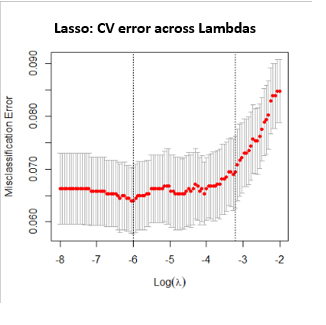 Lasso: CV error across Lambdas
0.090
0.080
0.070
0.060
Misclassification Error
-8 -7 -6 -5 -4 -3 -2
Log(λ)